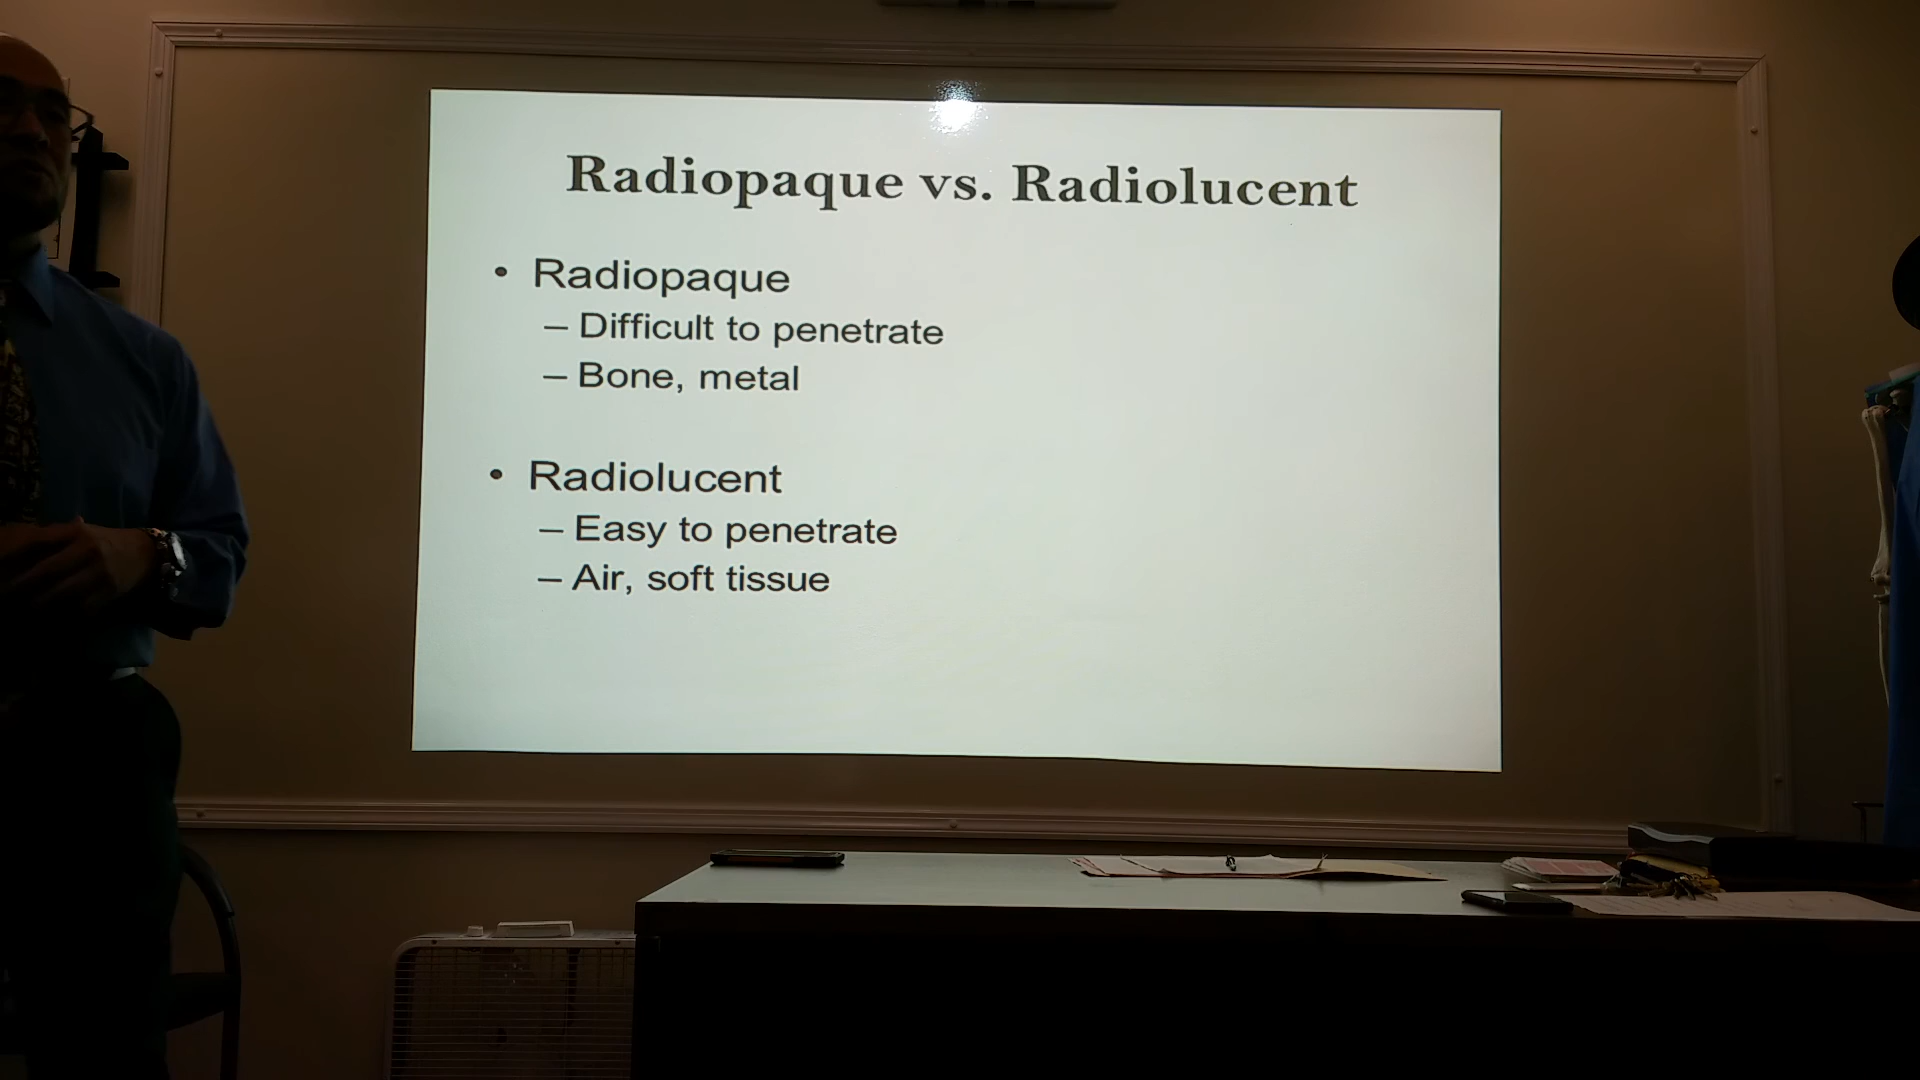 Radiopaque vs. Radiolucent
• Radiopaque
– Difficult to penetrate
– Bone, metal
• Radiolucent
– Easy to penetrate
– Air, soft tissue